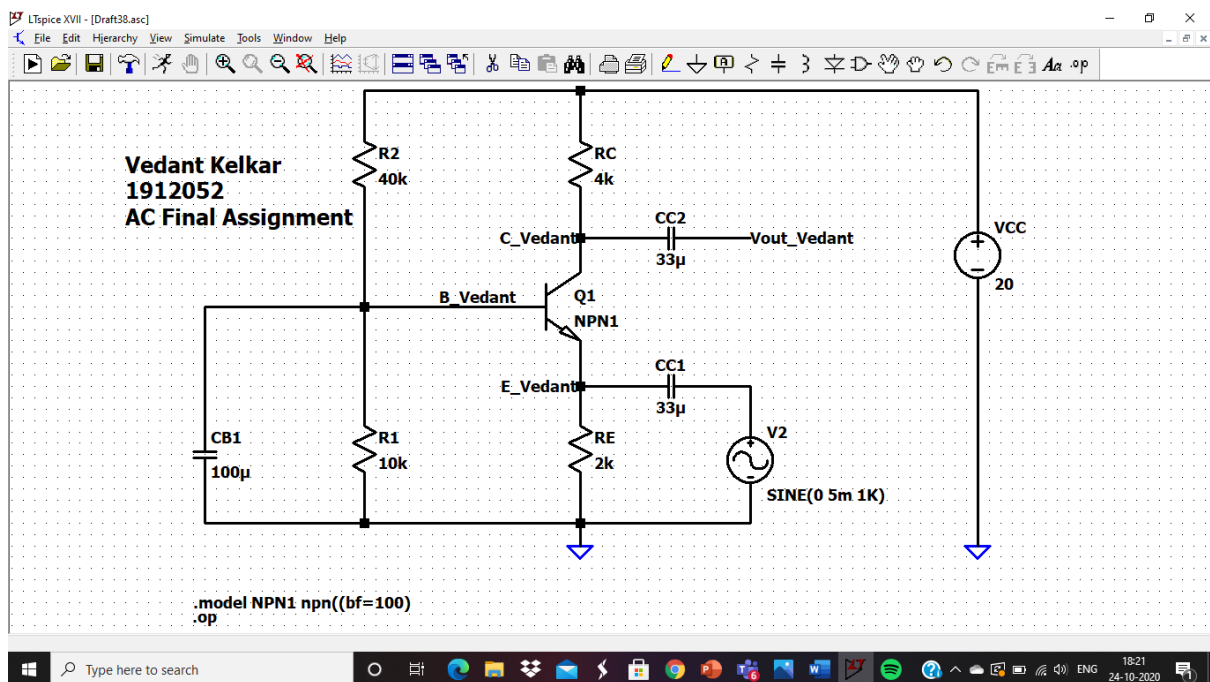 LTspice XVII - [Draft38.asc]
File Edit Hierarchy View Simulate Tools Window Help
Aa .op
Vedant Kelkar
1912052
AC Final Assignment
R2
40k
RC
4k
C_Vedant
CC2
33µ
Vout_Vedant
VCC
20
B_Vedant
Q1
NPN1
E_Vedant
CC1
33µ
CB1
100µ
R1
10k
RE
2k
V2
SINE(0 5m 1K)
.model NPN1 npn((bf=100)
.op
Type here to search
ENG
18:21
24-10-2020